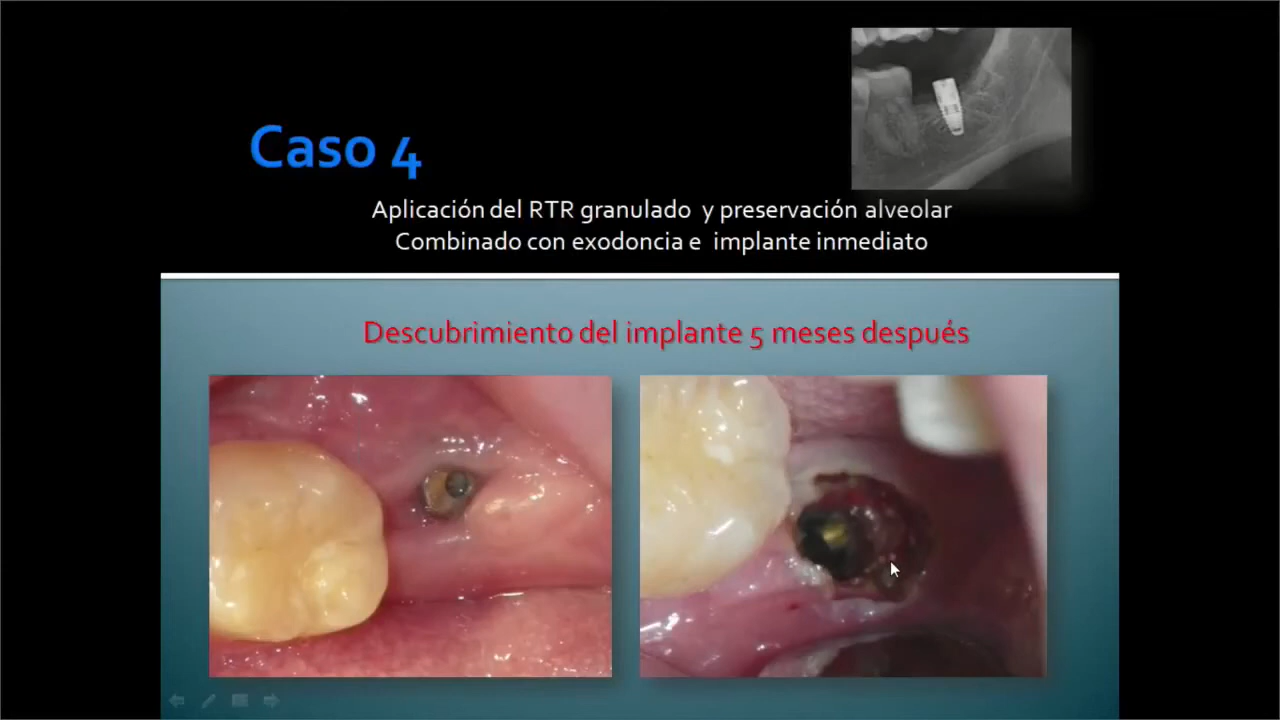 Caso 4
Aplicación del RTR granulado y preservación alveolar
Combinado con exodoncia e implante inmediato
Descubrimiento del implante 5 meses después